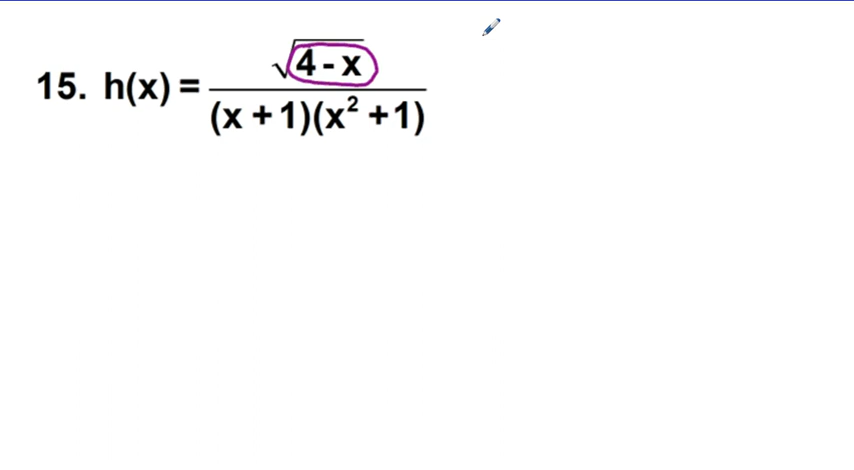 15. h(x) = √(4 - x) / (x + 1)(x² + 1)